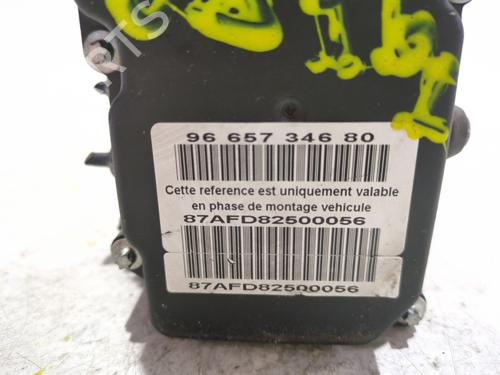 96 657 346 80
Cette reference est uniquement valable
en phase de montage vehicule
87AFD82500056
87AFD82500056